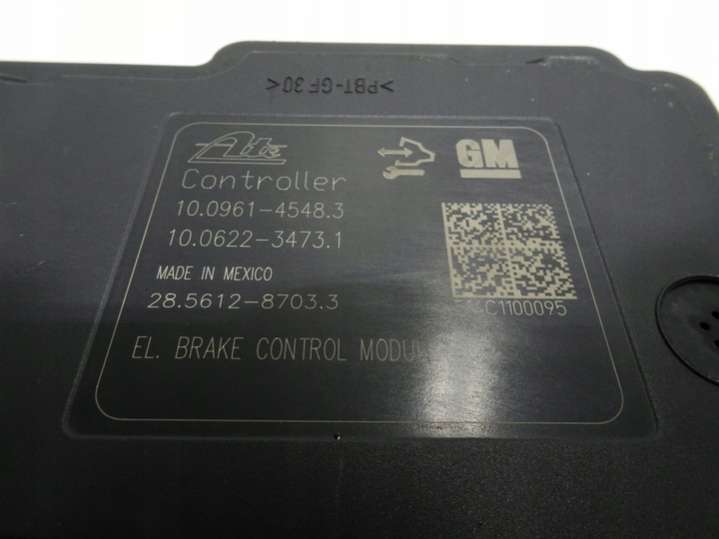 >PBT-GF30<
Ate
GM
Controller
10.0961-4548.3
10.0622-3473.1
MADE IN MEXICO
28.5612-8703.3
C1100095
EL. BRAKE CONTROL